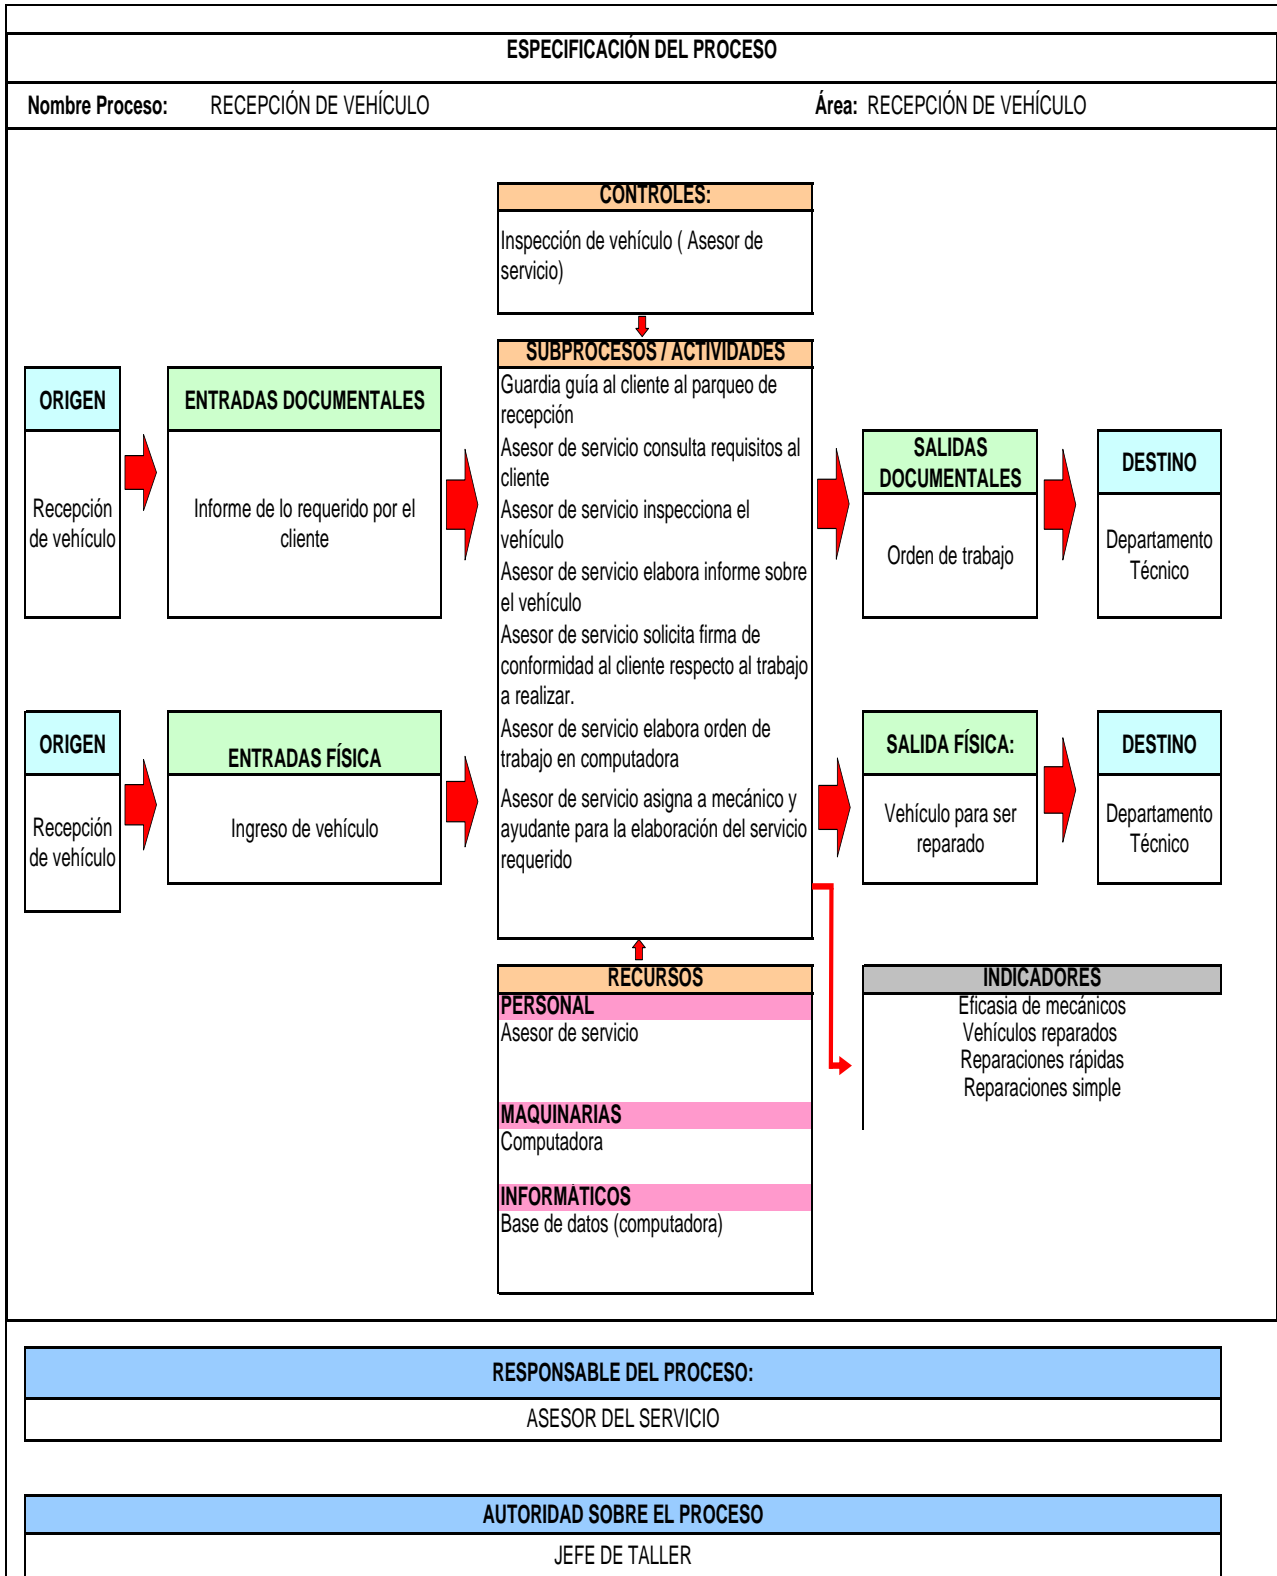 ESPECIFICACIÓN DEL PROCESO
Nombre Proceso: RECEPCIÓN DE VEHÍCULO Área: RECEPCIÓN DE VEHÍCULO
CONTROLES:
Inspección de vehículo ( Asesor de
servicio)
ORIGEN
Recepción
de vehículo
ENTRADAS DOCUMENTALES
Informe de lo requerido por el
cliente
ORIGEN
Recepción
de vehículo
ENTRADAS FÍSICA
Ingreso de vehículo
SUBPROCESOS / ACTIVIDADES
Guardia guía al cliente al parqueo de
recepción
Asesor de servicio consulta requisitos al
cliente
Asesor de servicio inspecciona el
vehículo
Asesor de servicio elabora informe sobre
el vehículo
Asesor de servicio solicita firma de
conformidad al cliente respecto al trabajo
a realizar.
Asesor de servicio elabora orden de
trabajo en computadora
Asesor de servicio asigna a mecánico y
ayudante para la elaboración del servicio
requerido
SALIDAS
DOCUMENTALES
Orden de trabajo
DESTINO
Departamento
Técnico
SALIDA FÍSICA:
Vehículo para ser
reparado
DESTINO
Departamento
Técnico
RECURSOS
PERSONAL
Asesor de servicio
MAQUINARIAS
Computadora
INFORMÁTICOS
Base de datos (computadora)
INDICADORES
Eficasia de mecánicos
Vehículos reparados
Reparaciones rápidas
Reparaciones simple
RESPONSABLE DEL PROCESO:
ASESOR DEL SERVICIO
AUTORIDAD SOBRE EL PROCESO
JEFE DE TALLER